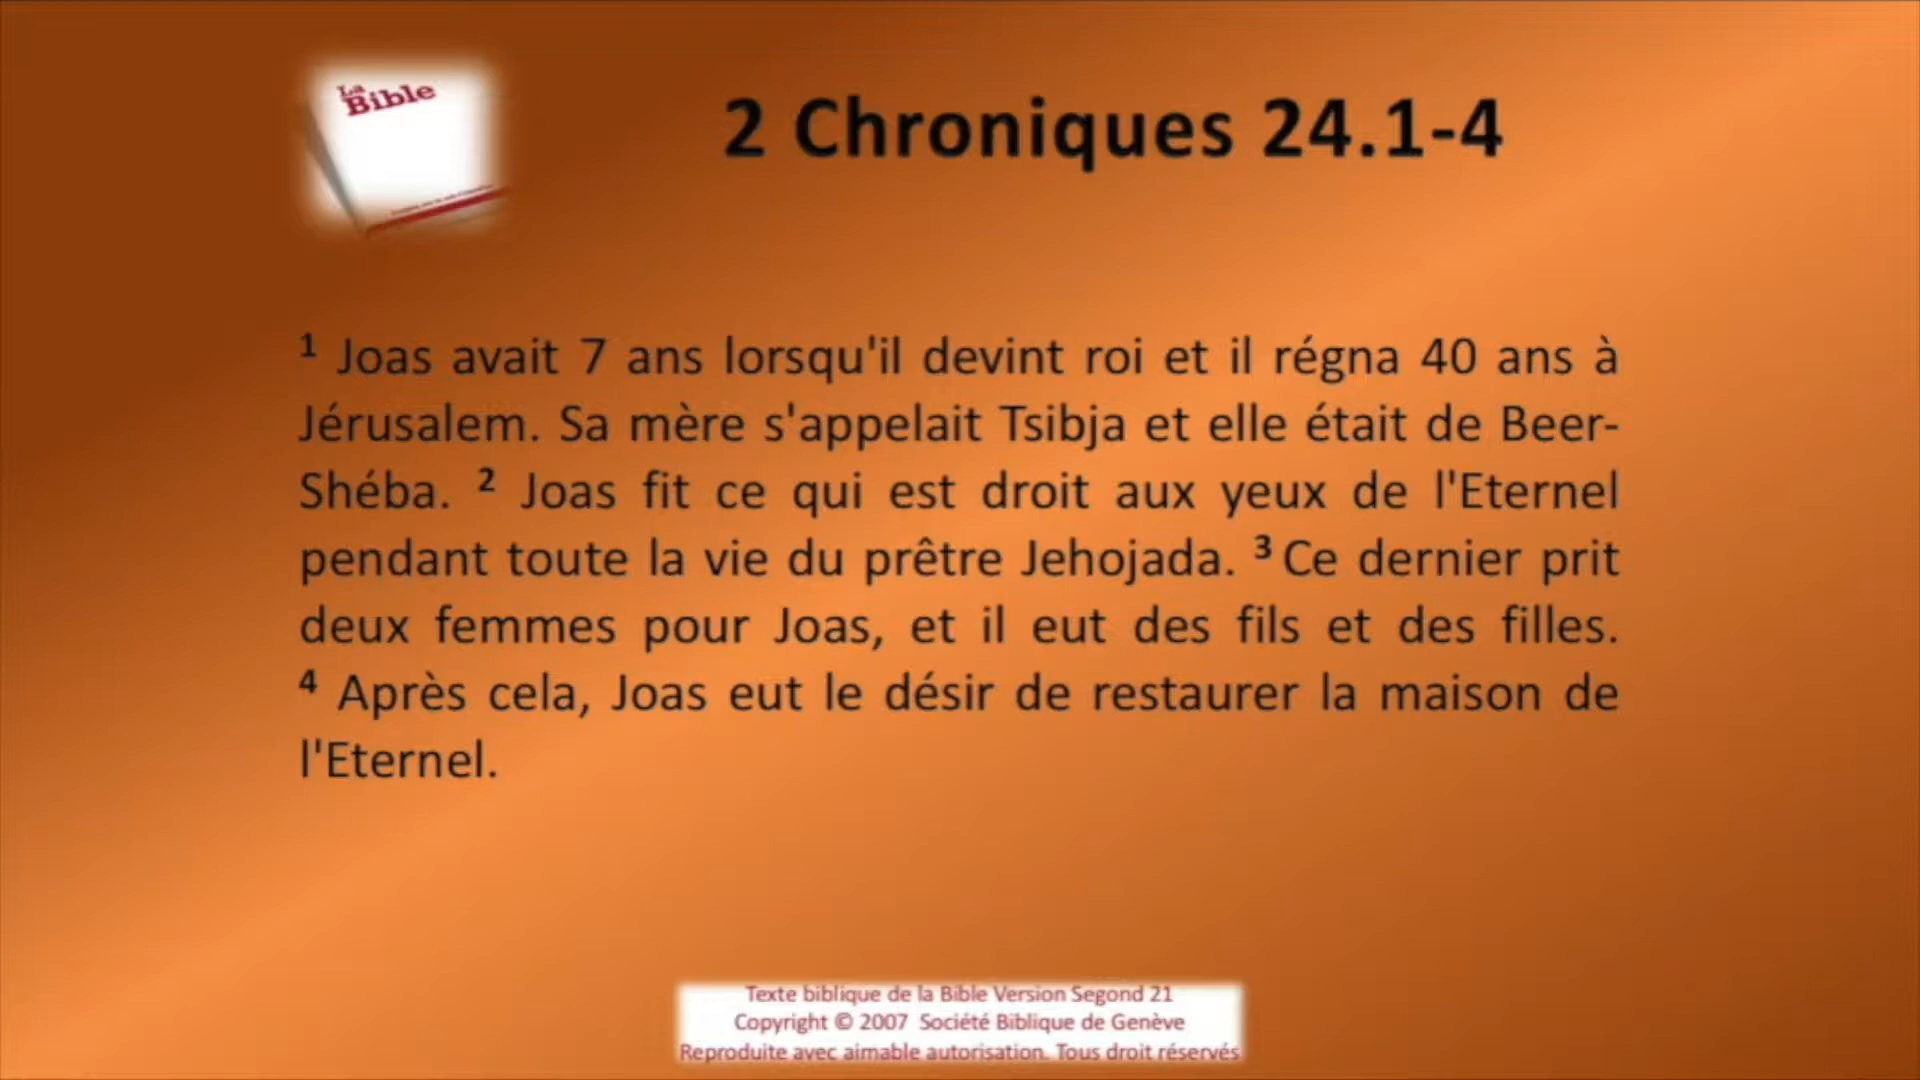 La
Bible
2 Chroniques 24.1-4
¹ Joas avait 7 ans lorsqu'il devint roi et il régna 40 ans à
Jérusalem. Sa mère s'appelait Tsibja et elle était de Beer-
Shéba. ² Joas fit ce qui est droit aux yeux de l'Eternel
pendant toute la vie du prêtre Jehojada. ³ Ce dernier prit
deux femmes pour Joas, et il eut des fils et des filles.
⁴ Après cela, Joas eut le désir de restaurer la maison de
l'Eternel.
Texte biblique de la Bible Version Segond 21
Copyright © 2007 Société Biblique de Genève
Reproduite avec aimable autorisation. Tous droit réservés